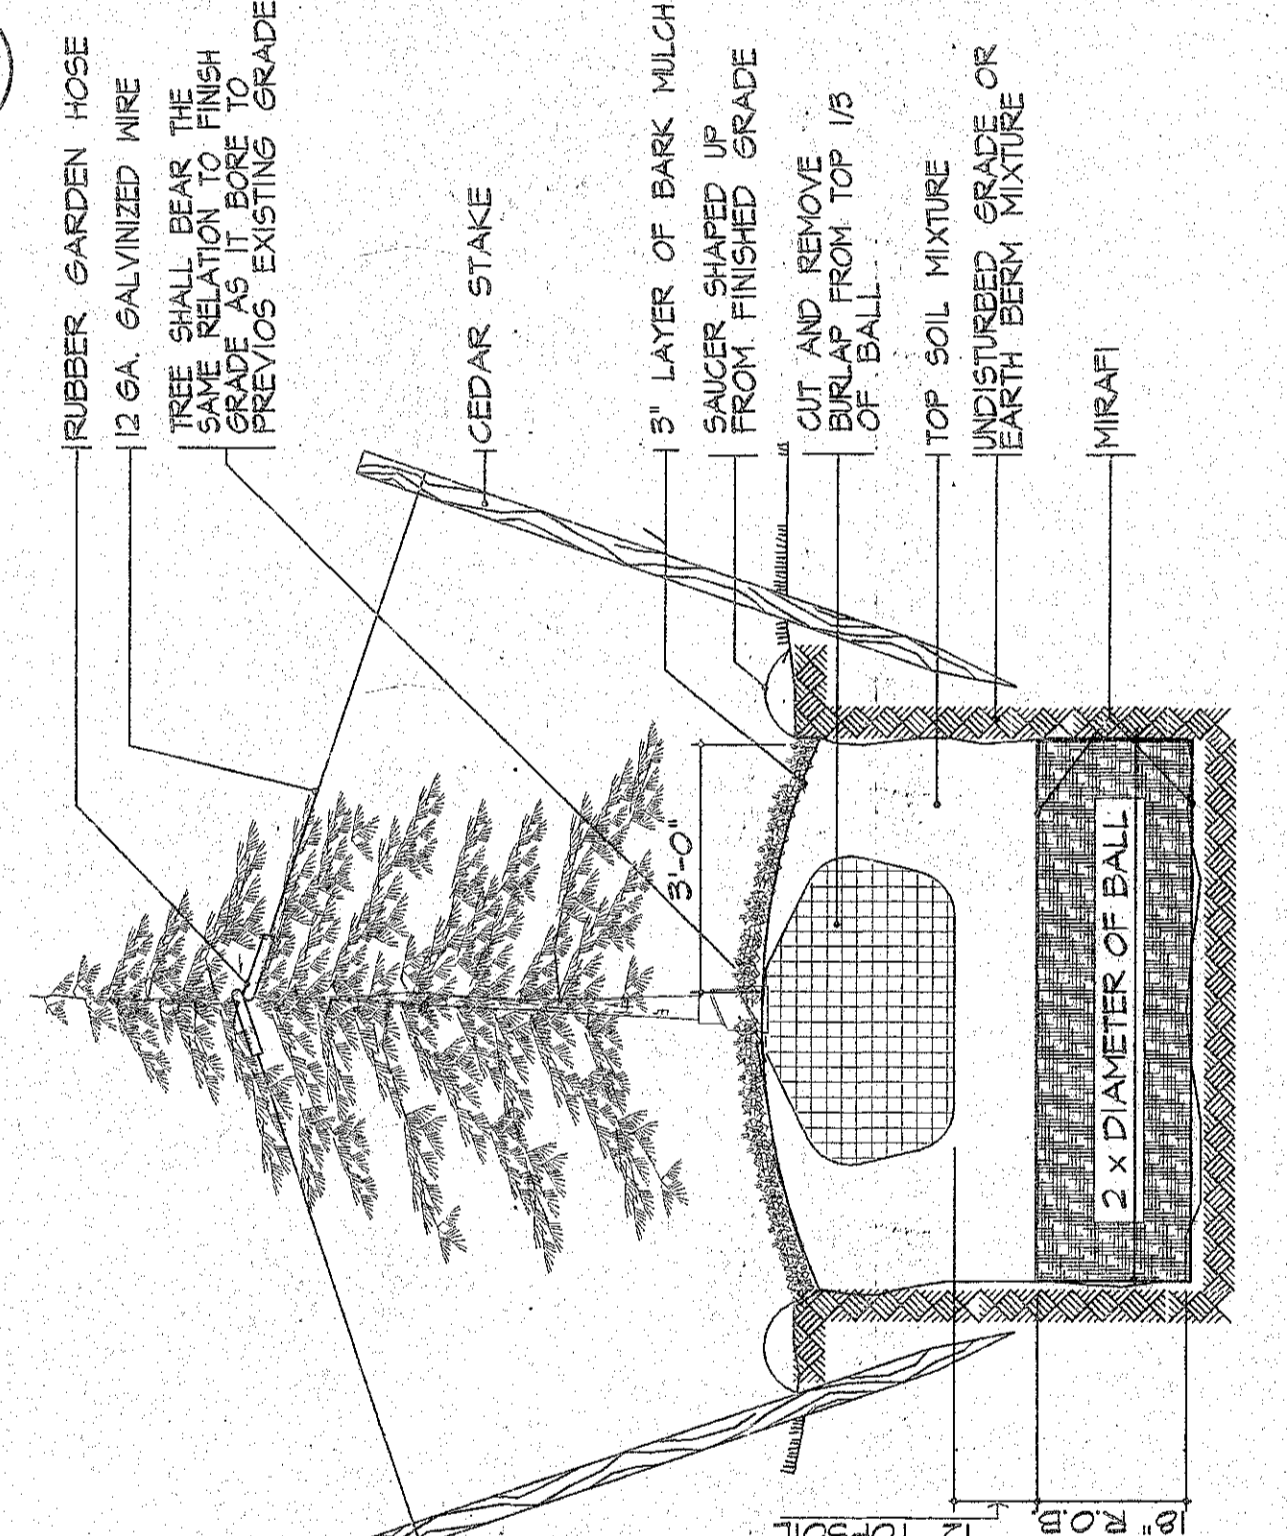 RUBBER GARDEN HOSE
12 GA. GALVINIZED WIRE
TREE SHALL BEAR THE
SAME RELATION TO FINISH
GRADE AS IT BORE TO
PREVIOS EXISTING GRADE
CEDAR STAKE
3" LAYER OF BARK MULCH
SAUCER SHAPED UP
FROM FINISHED GRADE
CUT AND REMOVE
BURLAP FROM TOP 1/3
OF BALL
TOP SOIL MIXTURE
UNDISTURBED GRADE OR
EARTH BERM MIXTURE
MIRAFI
3'-0"
2 x DIAMETER OF BALL
TOPSOIL
18" R.O.B.